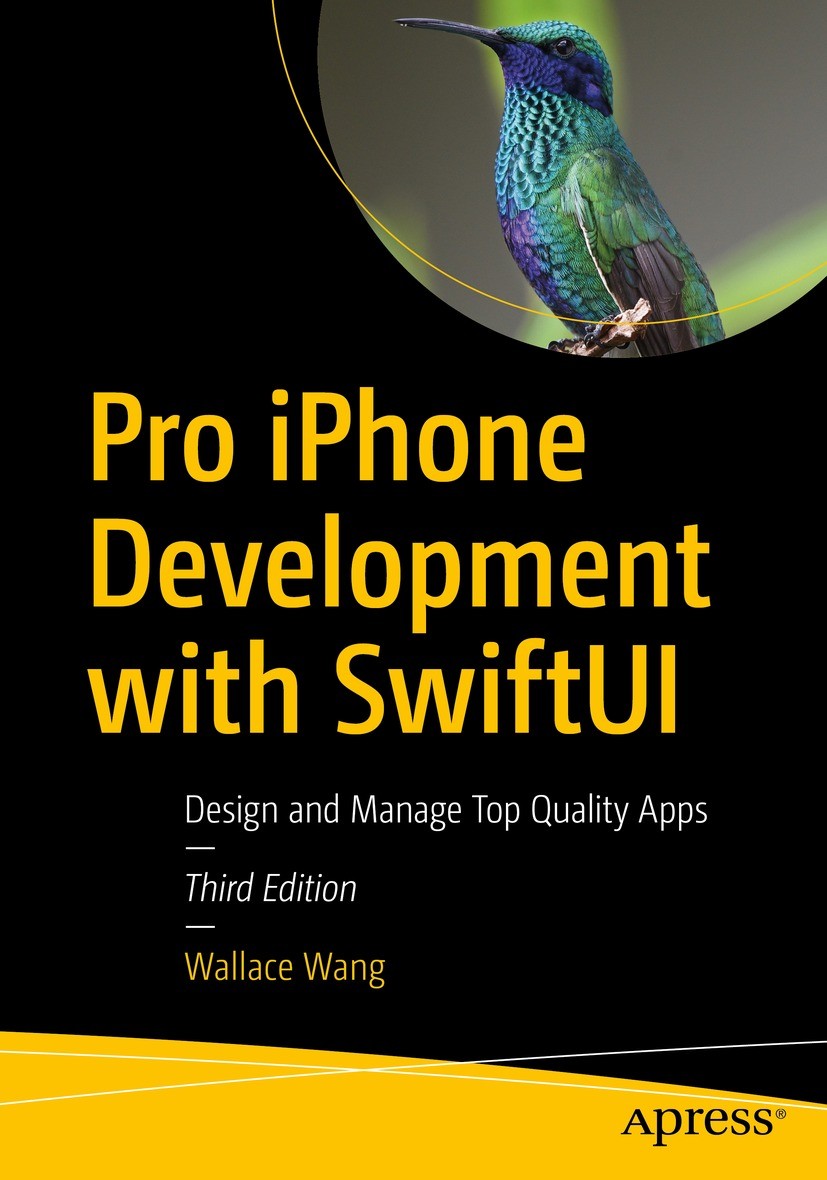 Pro iPhone
Development
with SwiftUI
Design and Manage Top Quality Apps
Third Edition
Wallace Wang
Apress®